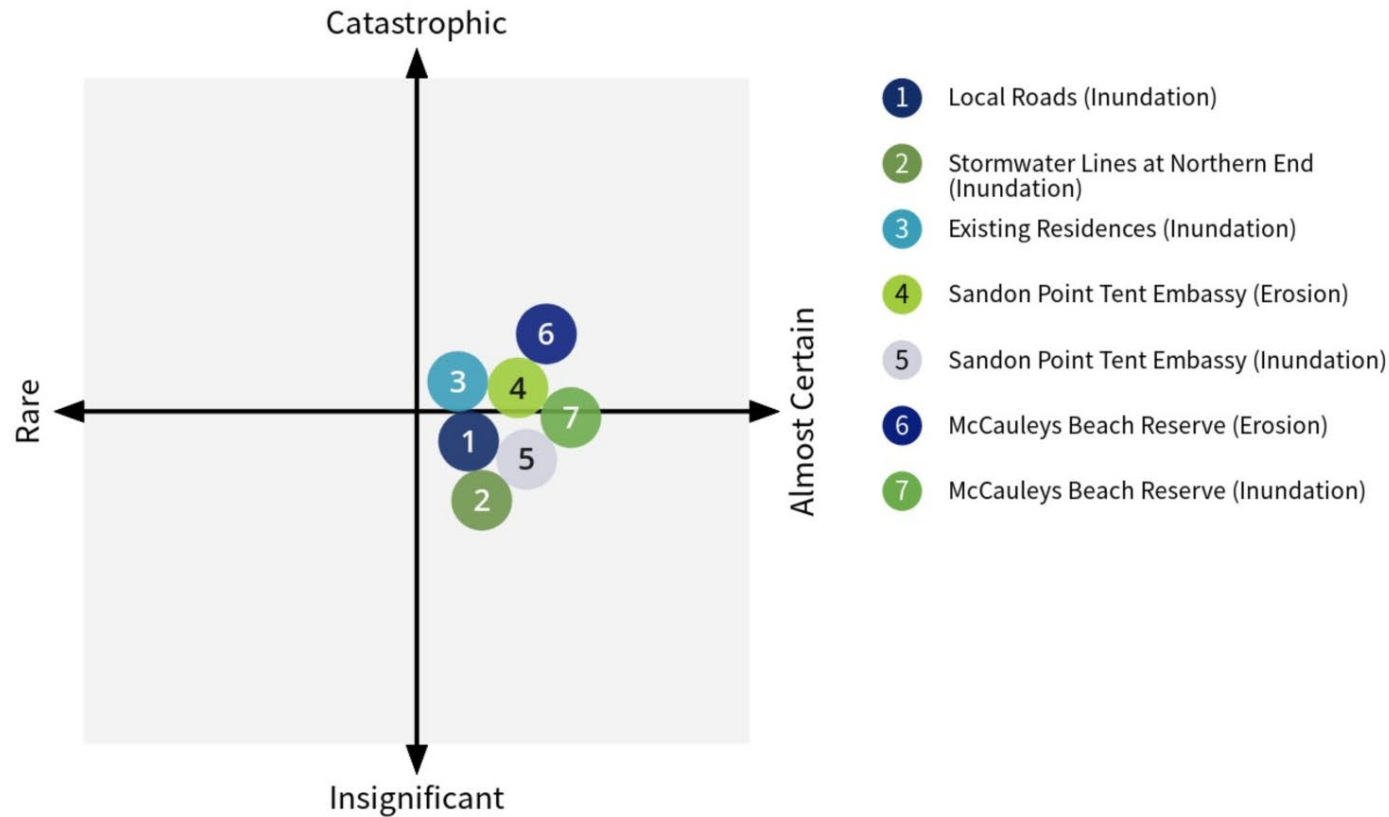 Catastrophic
Rare
Almost Certain
Insignificant
6
3
4
7
1
5
2
1 Local Roads (Inundation)
2 Stormwater Lines at Northern End
(Inundation)
3 Existing Residences (Inundation)
4 Sandon Point Tent Embassy (Erosion)
5 Sandon Point Tent Embassy (Inundation)
6 McCauleys Beach Reserve (Erosion)
7 McCauleys Beach Reserve (Inundation)